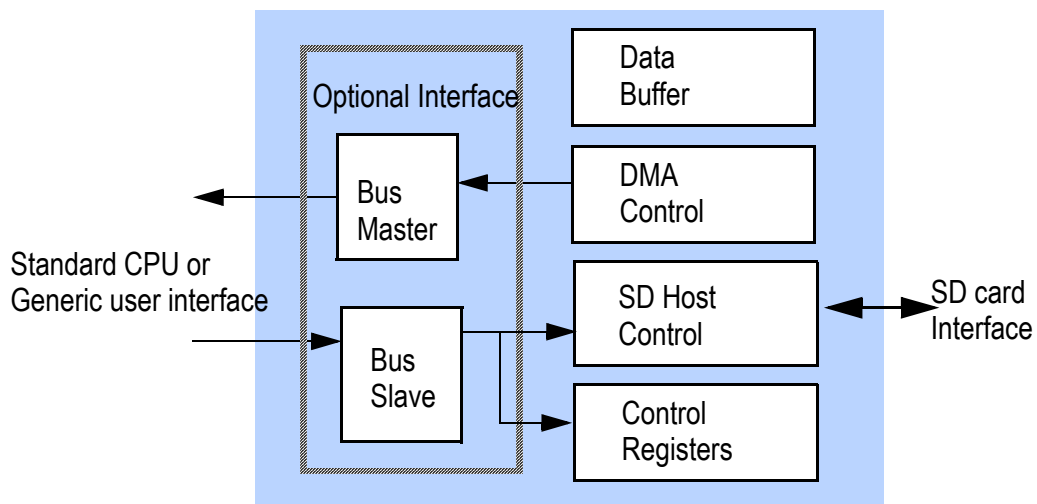 Optional Interface
Data
Buffer
Bus
Master
DMA
Control
Standard CPU or
Generic user interface
Bus
Slave
SD Host
Control
SD card
Interface
Control
Registers